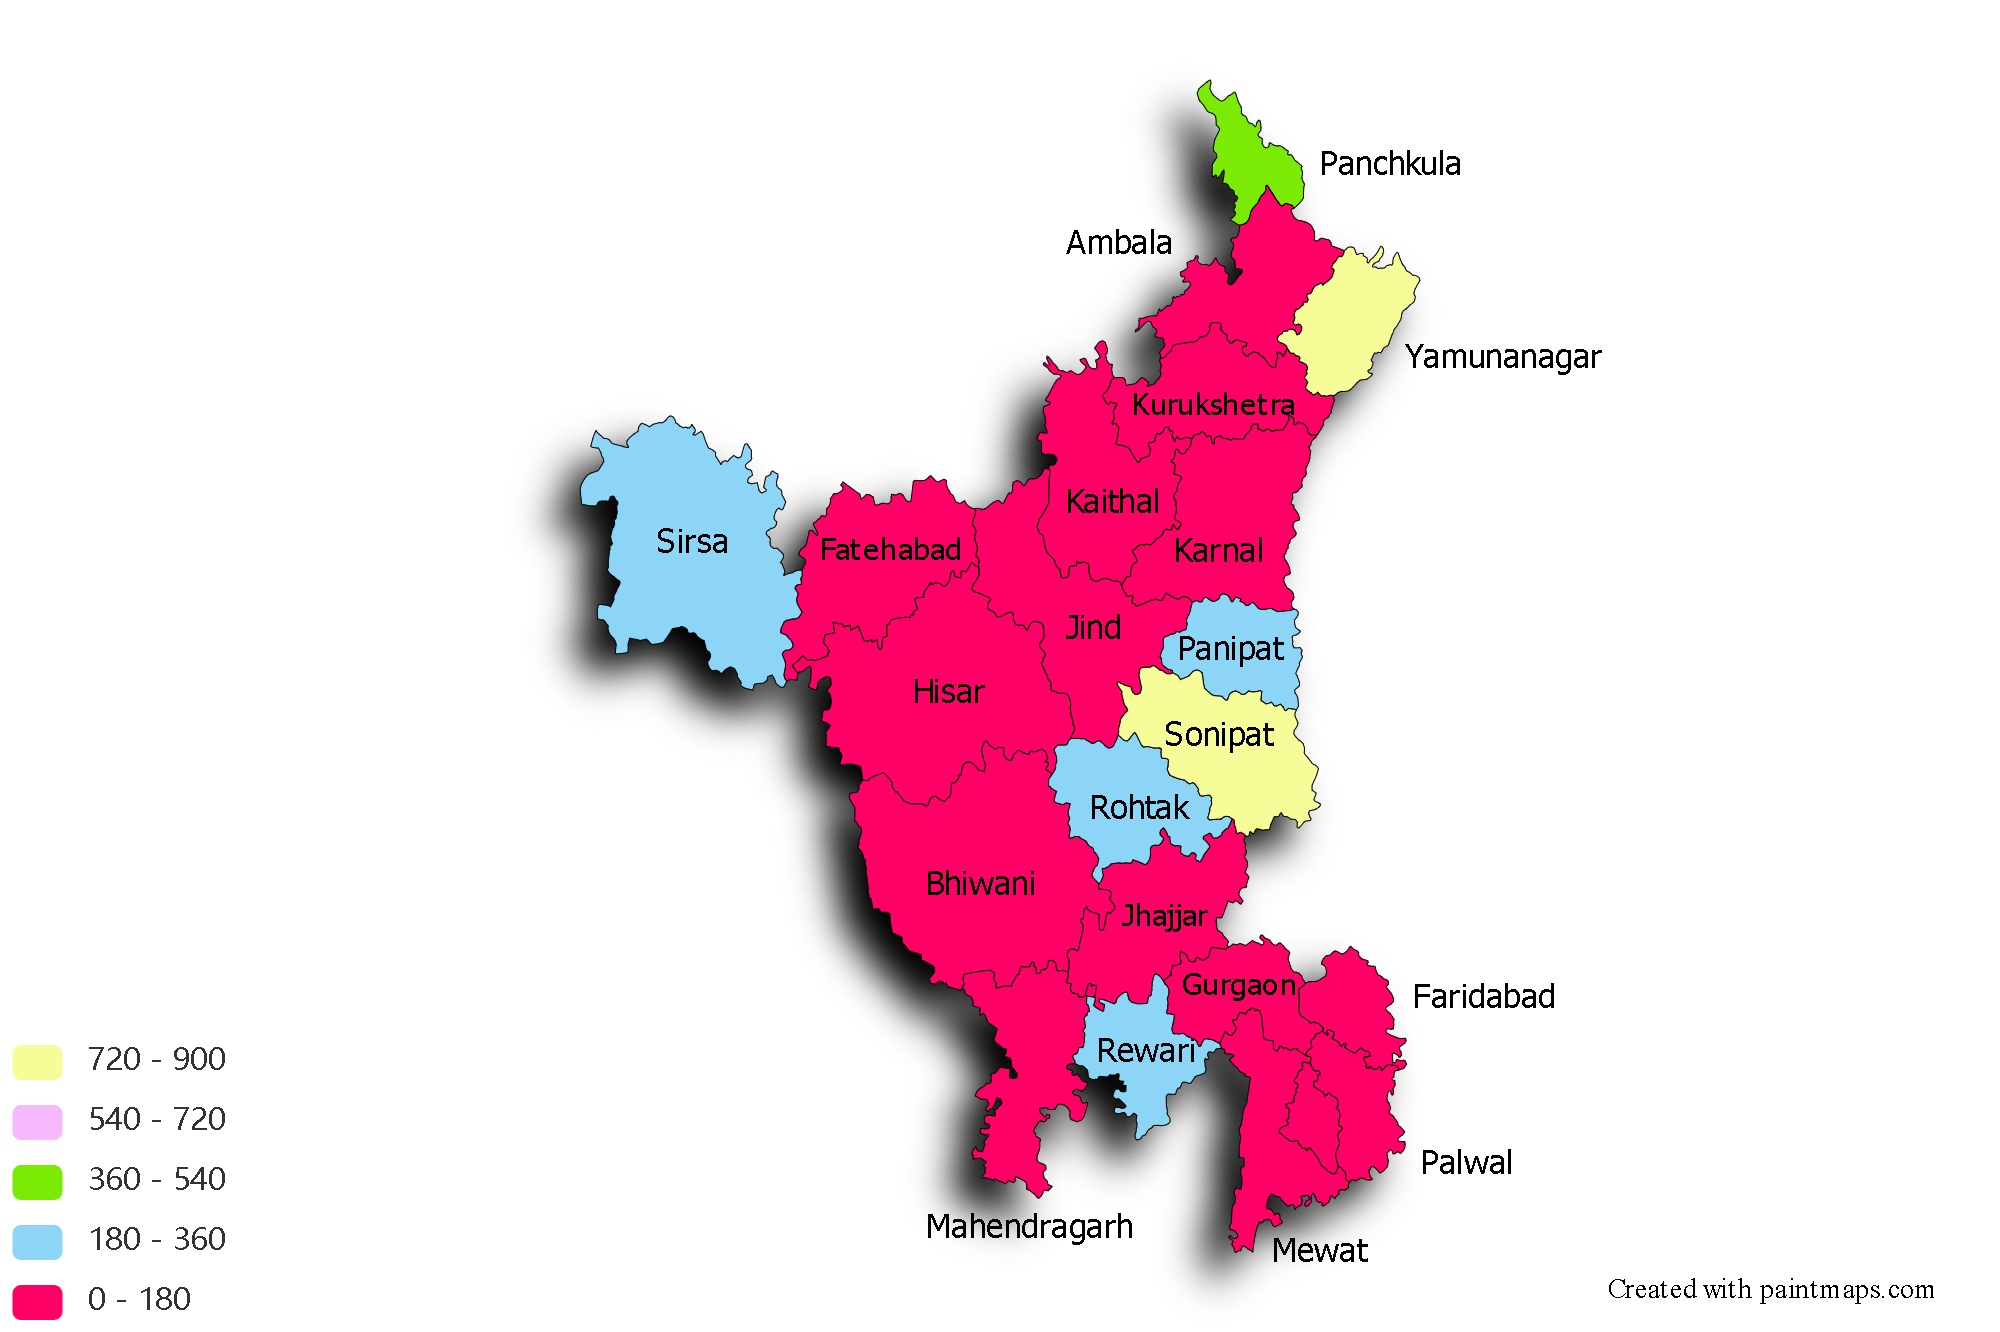 Panchkula
Ambala
Yamunanagar
Kurukshetra
Kaithal
Sirsa
Fatehabad
Karnal
Jind
Panipat
Hisar
Sonipat
Rohtak
Bhiwani
Jhajjar
Gurgaon
Faridabad
Rewari
Palwal
Mahendragarh
Mewat
720 - 900
540 - 720
360 - 540
180 - 360
0 - 180
Created with paintmaps.com